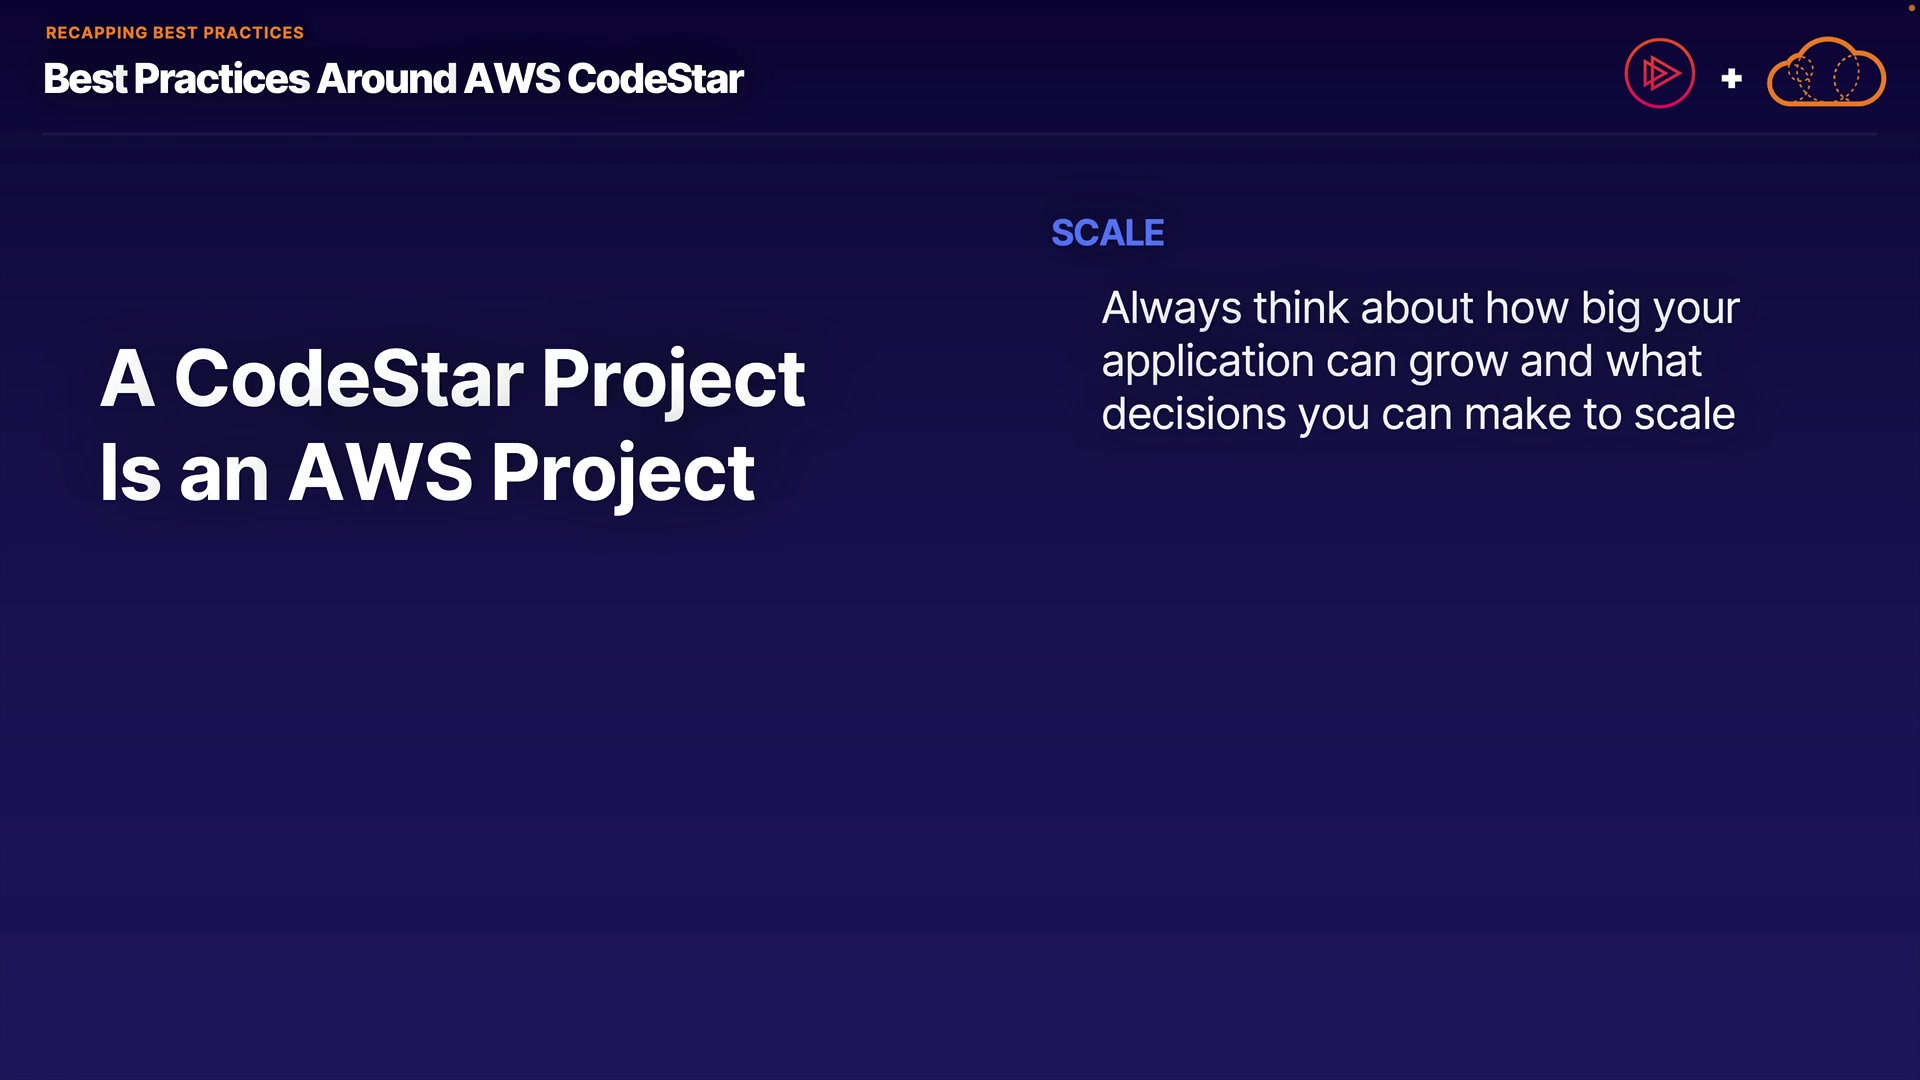 RECAPPING BEST PRACTICES
Best Practices Around AWS CodeStar
+
A CodeStar Project
Is an AWS Project
SCALE
Always think about how big your
application can grow and what
decisions you can make to scale